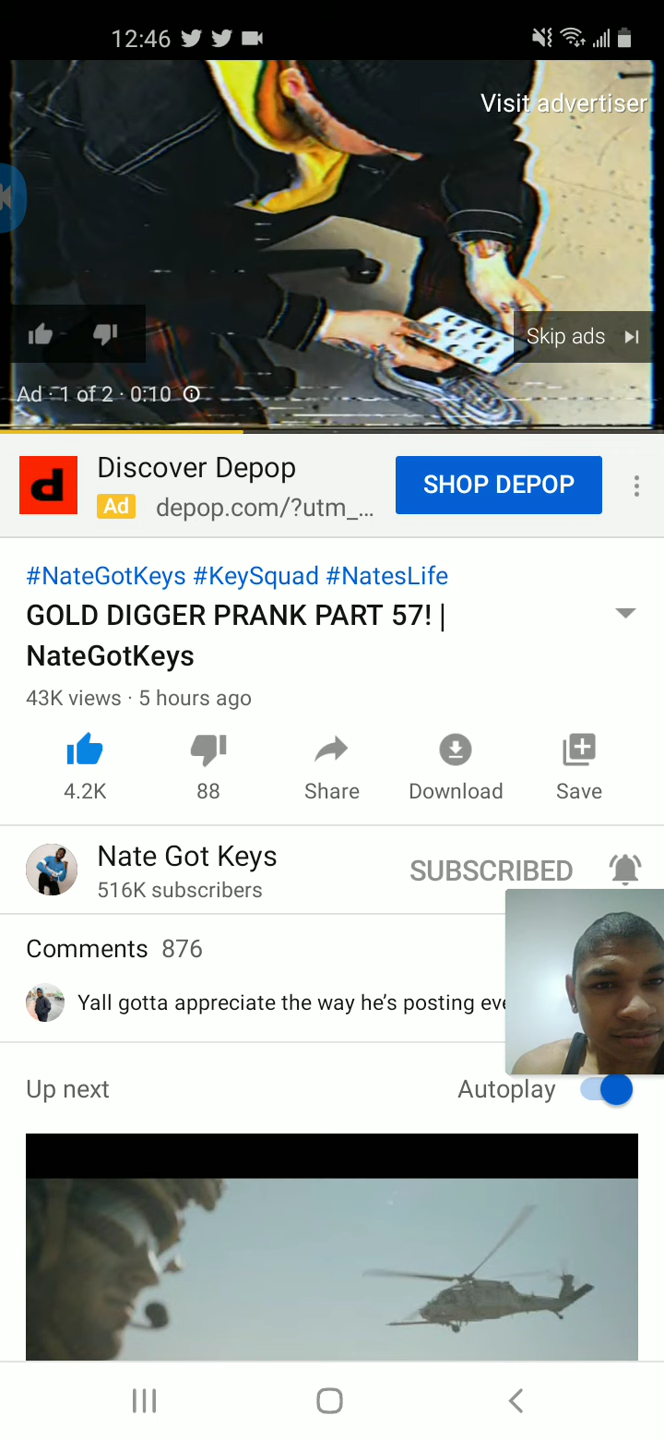 12:46
Visit advertiser
Skip ads
Ad · 1 of 2 · 0:10
d
Discover Depop
SHOP DEPOP
Ad depop.com/?utm_...
#NateGotKeys #KeySquad #NatesLife
GOLD DIGGER PRANK PART 57! |
NateGotKeys
43K views · 5 hours ago
4.2K 88 Share Download Save
Nate Got Keys
SUBSCRIBED
516K subscribers
Comments 876
Yall gotta appreciate the way he's posting
Up next Autoplay